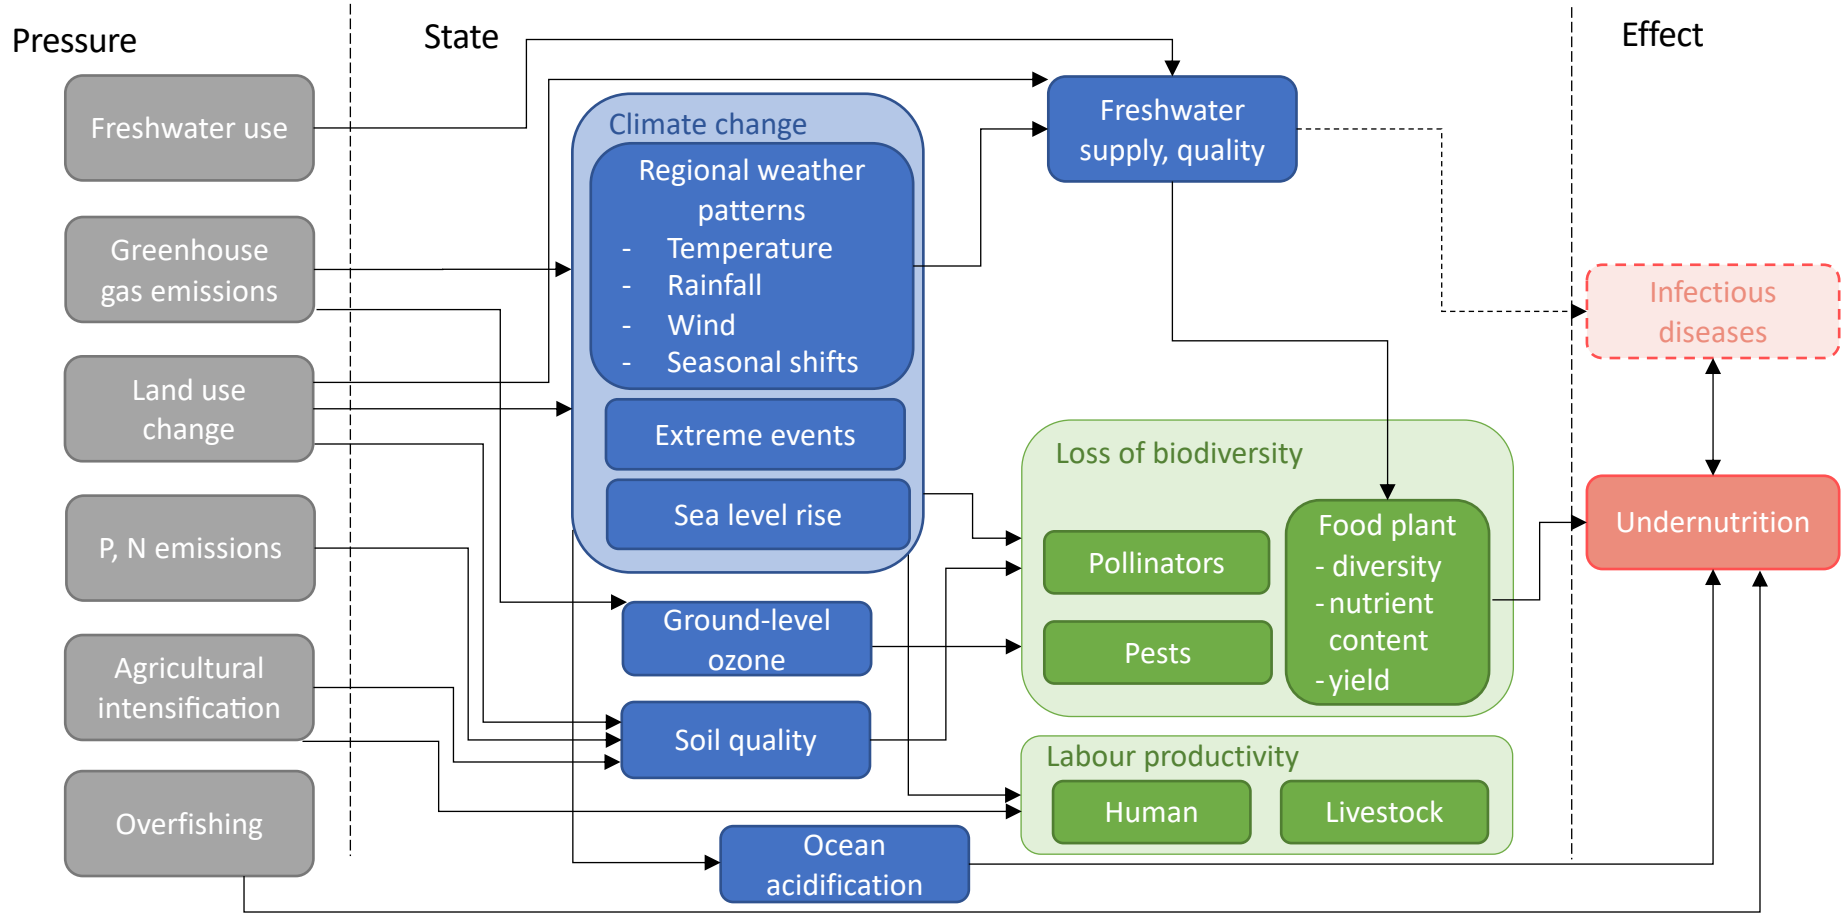 Pressure
State
Effect
Freshwater use
Greenhouse
gas emissions
Land use
change
P, N emissions
Agricultural
intensification
Overfishing
Climate change
Regional weather
patterns
- Temperature
- Rainfall
- Wind
- Seasonal shifts
Extreme events
Sea level rise
Ground-level
ozone
Soil quality
Ocean
acidification
Freshwater
supply, quality
Loss of biodiversity
Pollinators
Pests
Food plant
- diversity
- nutrient
content
- yield
Labour productivity
Human
Livestock
Infectious
diseases
Undernutrition